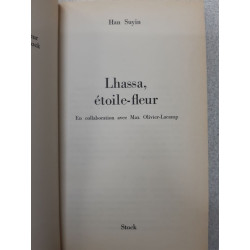 Han Suyin
Lhassa,
étoile-fleur
En collaboration avec Max Olivier-Lacamp
Stock